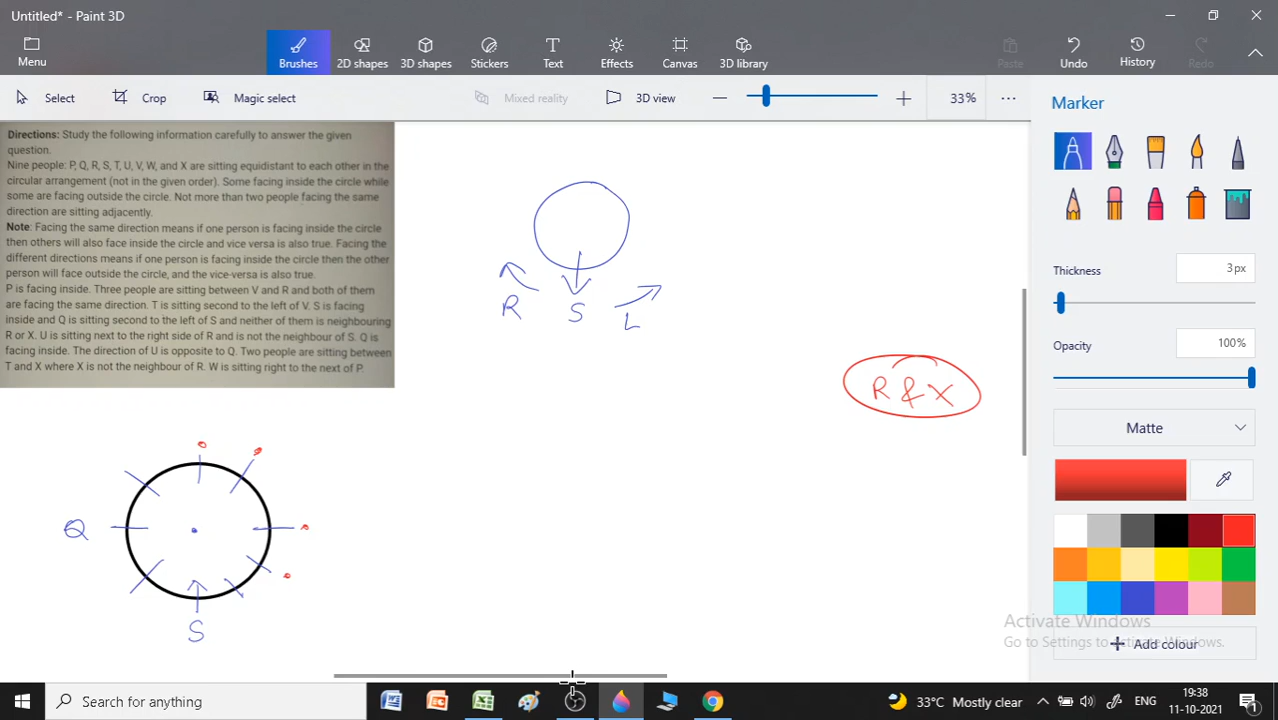 Untitled* - Paint 3D
Menu
Brushes
2D shapes
3D shapes
Stickers
Text
Effects
Canvas
3D library
Paste
Undo
History
Redo
Select
Crop
Magic select
Mixed reality
3D view
33%
Directions: Study the following information carefully to answer the given
question.
Nine people: P, Q, R, S, T, U, V, W, and X are sitting equidistant to each other in the
circular arrangement (not in the given order). Some facing inside the circle while
some are facing outside the circle. Not more than two people facing the same
direction are sitting adjacently.
Note: Facing the same direction means if one person is facing inside the circle
then others will also face inside the circle and vice versa is also true. Facing the
different directions means if one person is facing inside the circle then the other
person will face outside the circle, and the vice-versa is also true.
P is facing inside. Three people are sitting between V and R and both of them
are facing the same direction. T is sitting second to the left of V. S is facing
inside and Q is sitting second to the left of S and neither of them is neighbouring
R or X. U is sitting next to the right side of R and is not the neighbour of S. Q is
facing inside. The direction of U is opposite to Q. Two people are sitting between
T and X where X is not the neighbour of R. W is sitting right to the next of P.
R S L
R & X
Q
S
Marker
Thickness
3px
Opacity
100%
Matte
Activate Windows
Go to Settings to activate Windows.
+ Add colour
Search for anything
33°C Mostly clear
ENG
19:38
11-10-2021
1